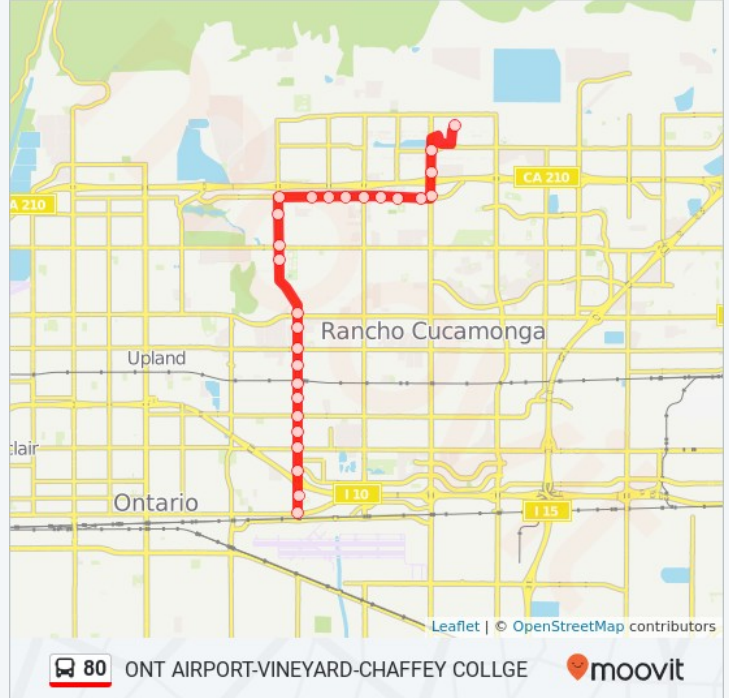 CA 210
A 210
Rancho Cucamonga
Upland
clair
I 10
Ontario
I 15
Leaflet | © OpenStreetMap contributors
80 ONT AIRPORT-VINEYARD-CHAFFEY COLLGE moovit